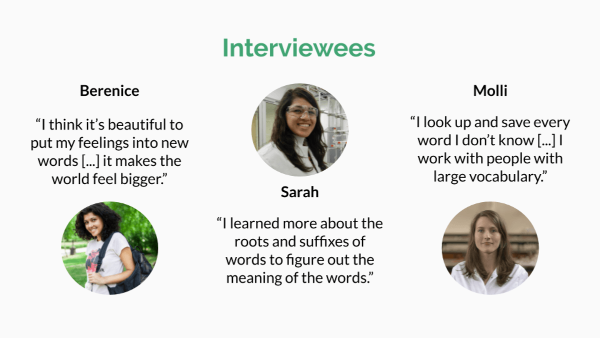 Interviewees
Berenice
“I think it’s beautiful to
put my feelings into new
words [...] it makes the
world feel bigger.”
Sarah
“I learned more about the
roots and suffixes of
words to figure out the
meaning of the words.”
Molli
“I look up and save every
word I don’t know [...] I
work with people with
large vocabulary.”